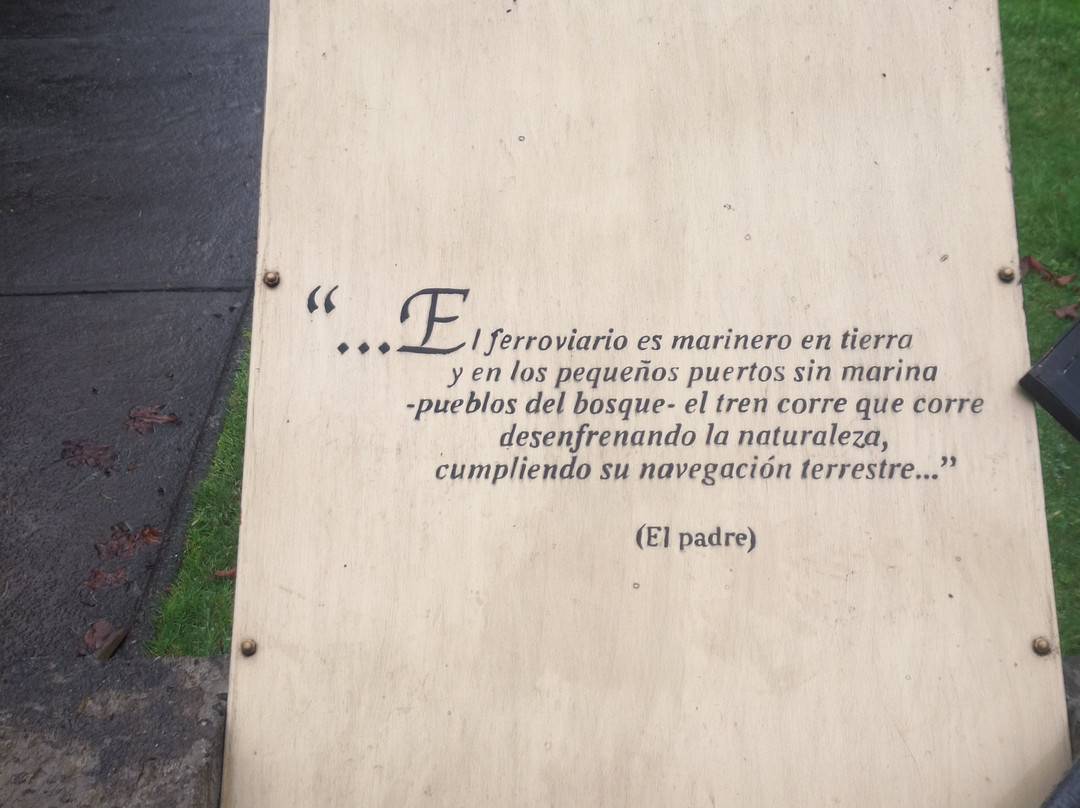 “...El ferroviario es marinero en tierra
y en los pequeños puertos sin marina
-pueblos del bosque- el tren corre que corre
desenfrenando la naturaleza,
cumpliendo su navegación terrestre...”
(El padre)